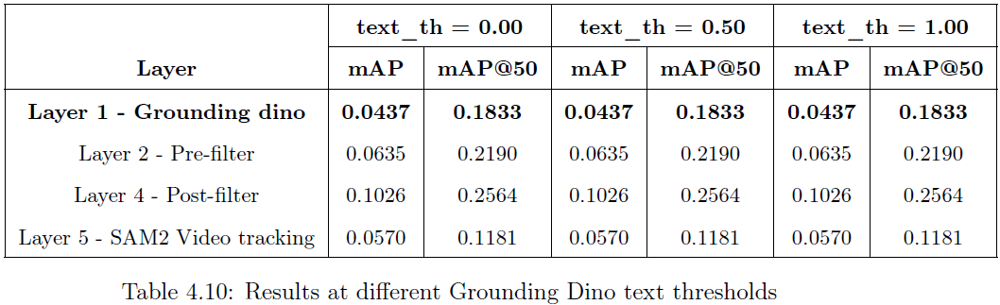 text_th = 0.00 text_th = 0.50 text_th = 1.00
Layer mAP mAP@50 mAP mAP@50 mAP mAP@50
Layer 1 - Grounding dino 0.0437 0.1833 0.0437 0.1833 0.0437 0.1833
Layer 2 - Pre-filter 0.0635 0.2190 0.0635 0.2190 0.0635 0.2190
Layer 4 - Post-filter 0.1026 0.2564 0.1026 0.2564 0.1026 0.2564
Layer 5 - SAM2 Video tracking 0.0570 0.1181 0.0570 0.1181 0.0570 0.1181
Table 4.10: Results at different Grounding Dino text thresholds